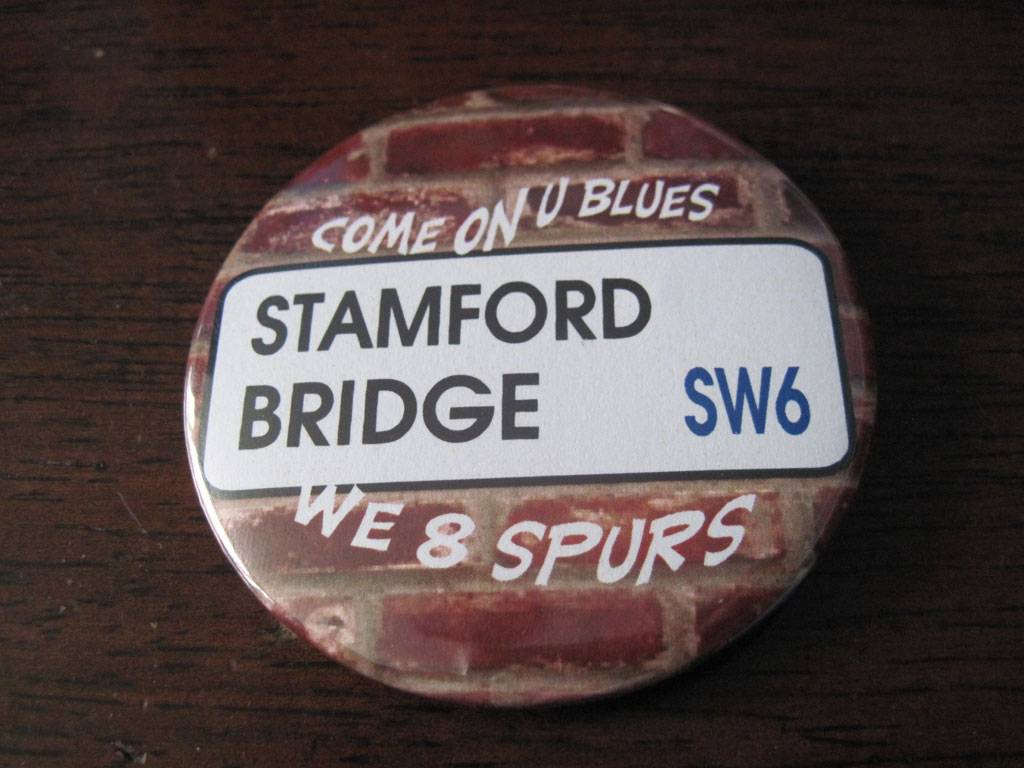 COME ON U BLUES
STAMFORD
BRIDGE SW6
WE 8 SPURS